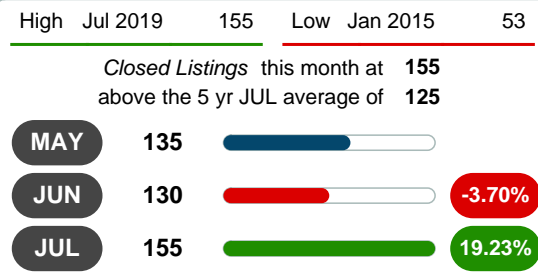 High Jul 2019 155 Low Jan 2015 53
Closed Listings this month at 155
above the 5 yr JUL average of 125
MAY 135
JUN 130 -3.70%
JUL 155 19.23%